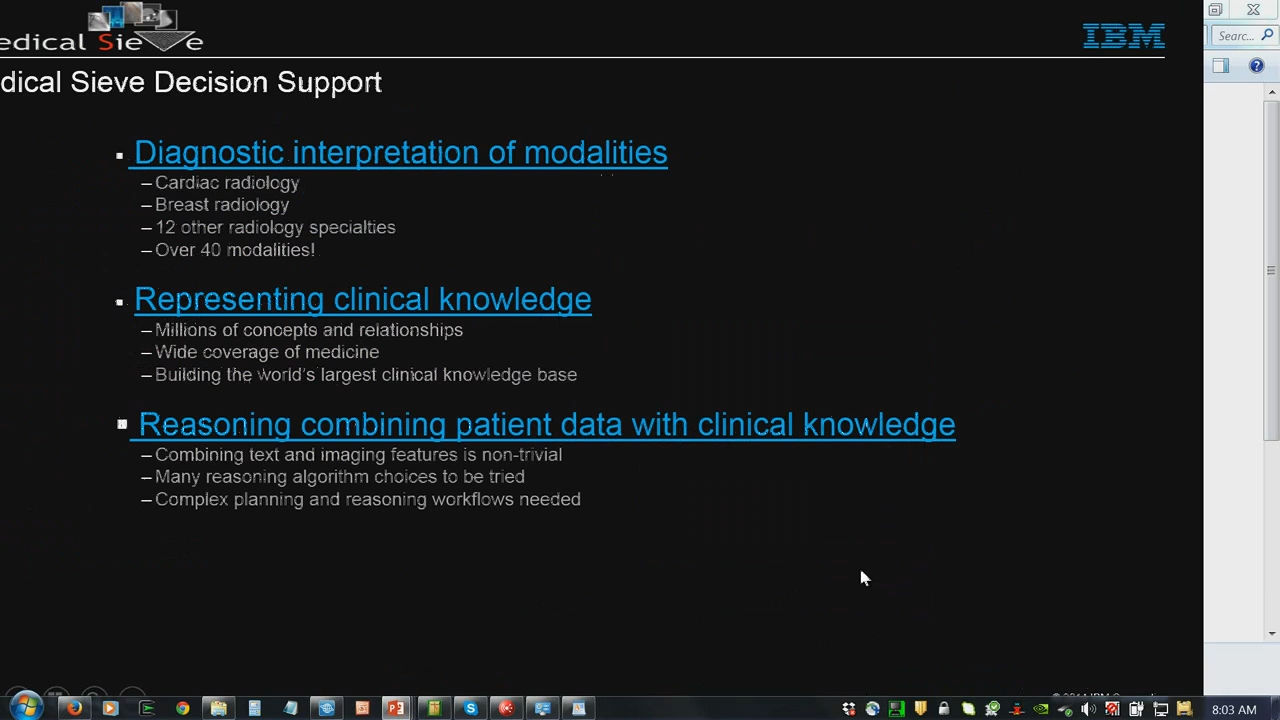 edical Sieve
IBM
Searc...
dical Sieve Decision Support
Diagnostic interpretation of modalities
– Cardiac radiology
– Breast radiology
– 12 other radiology specialties
– Over 40 modalities!
Representing clinical knowledge
– Millions of concepts and relationships
– Wide coverage of medicine
– Building the world's largest clinical knowledge base
Reasoning combining patient data with clinical knowledge
– Combining text and imaging features is non-trivial
– Many reasoning algorithm choices to be tried
– Complex planning and reasoning workflows needed
8:03 AM